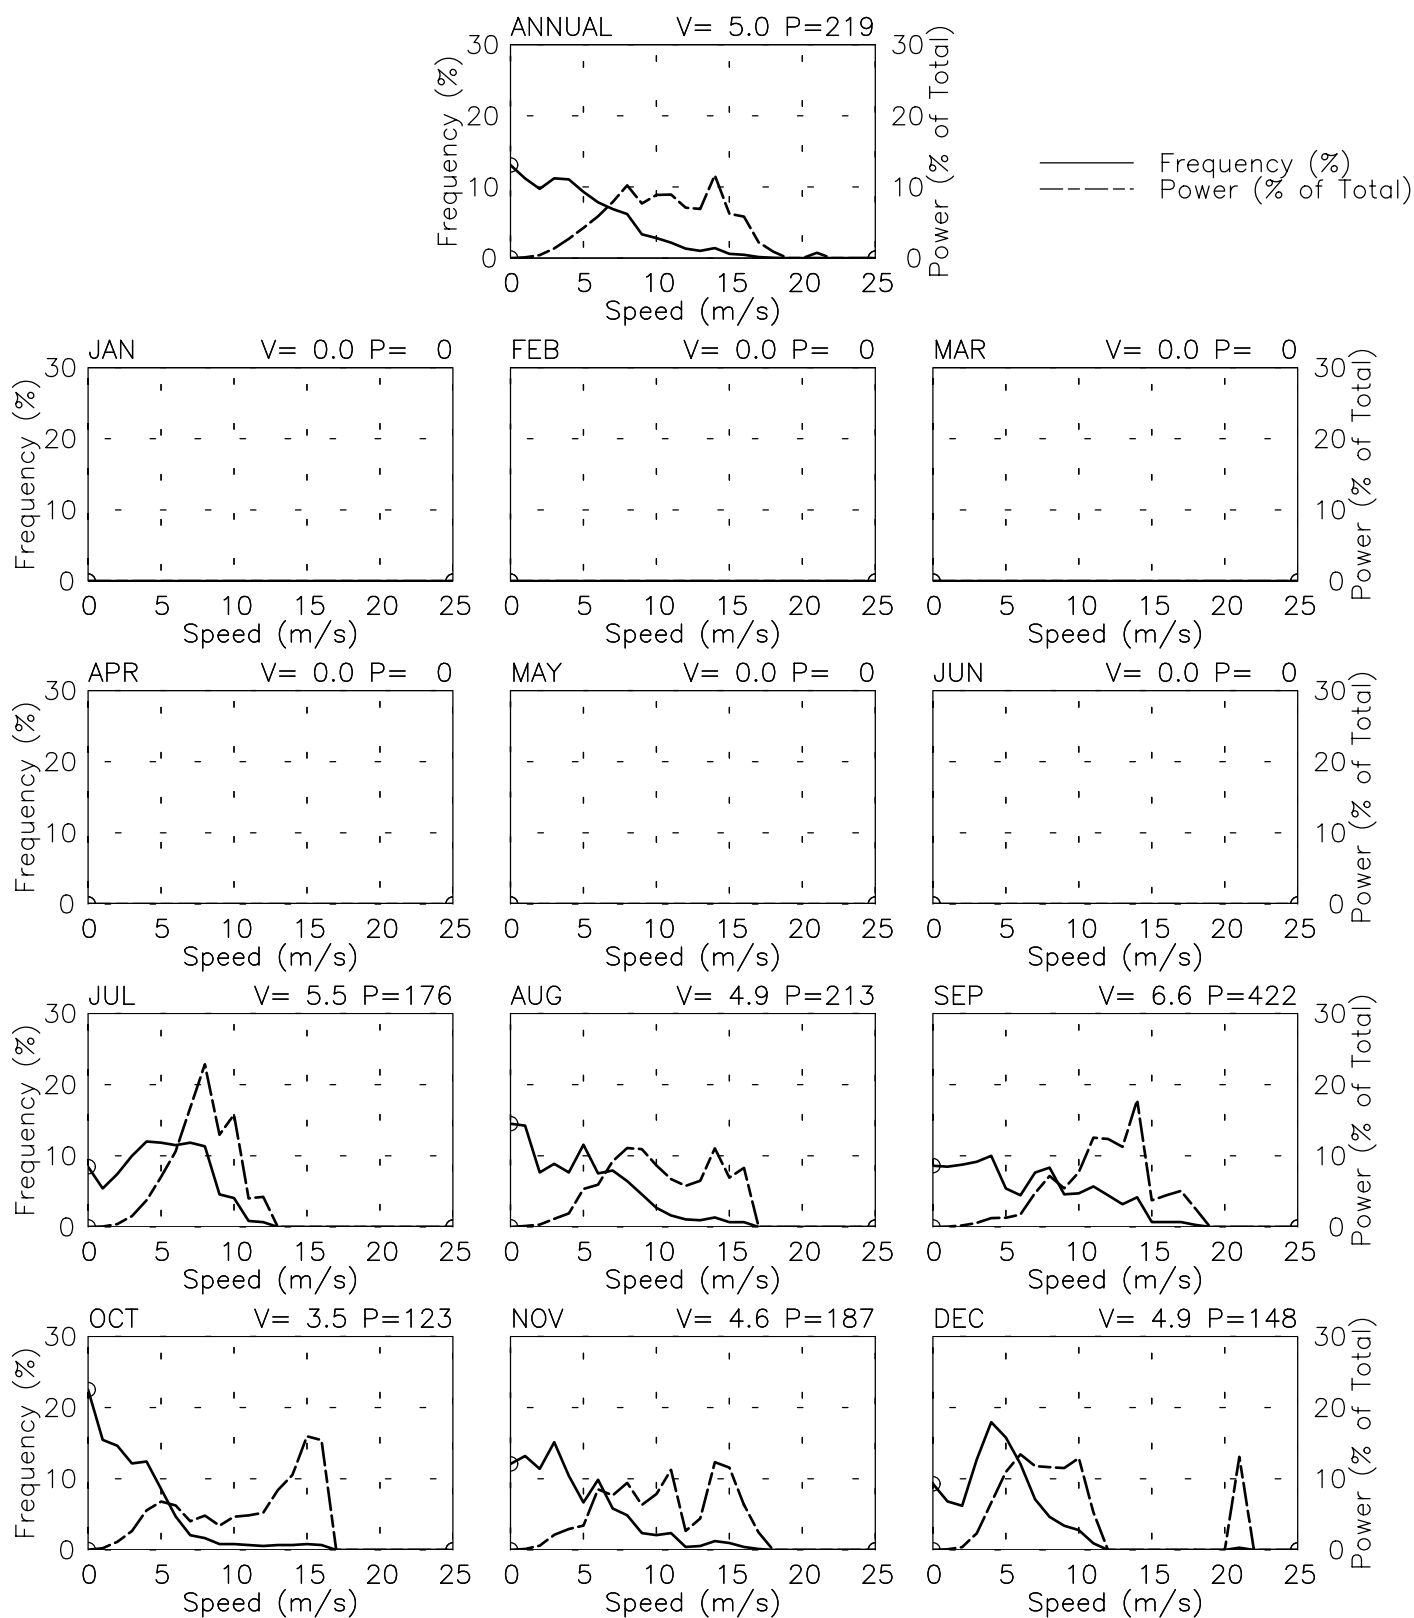 ANNUAL V= 5.0 P=219
30 30
20 20
10 10
0 0
Frequency (%)
Power (% of Total)
0 5 10 15 20 25
Speed (m/s)
Frequency (%)
Power (% of Total)
JAN V= 0.0 P= 0 FEB V= 0.0 P= 0 MAR V= 0.0 P= 0
30 30
20 20
10 10
0 0
Frequency (%)
Power (% of Total)
0 5 10 15 20 25 0 5 10 15 20 25 0 5 10 15 20 25
Speed (m/s) Speed (m/s) Speed (m/s)
APR V= 0.0 P= 0 MAY V= 0.0 P= 0 JUN V= 0.0 P= 0
30 30
20 20
10 10
0 0
Frequency (%)
Power (% of Total)
0 5 10 15 20 25 0 5 10 15 20 25 0 5 10 15 20 25
Speed (m/s) Speed (m/s) Speed (m/s)
JUL V= 5.5 P=176 AUG V= 4.9 P=213 SEP V= 6.6 P=422
30 30
20 20
10 10
0 0
Frequency (%)
Power (% of Total)
0 5 10 15 20 25 0 5 10 15 20 25 0 5 10 15 20 25
Speed (m/s) Speed (m/s) Speed (m/s)
OCT V= 3.5 P=123 NOV V= 4.6 P=187 DEC V= 4.9 P=148
30 30
20 20
10 10
0 0
Frequency (%)
Power (% of Total)
0 5 10 15 20 25 0 5 10 15 20 25 0 5 10 15 20 25
Speed (m/s) Speed (m/s) Speed (m/s)